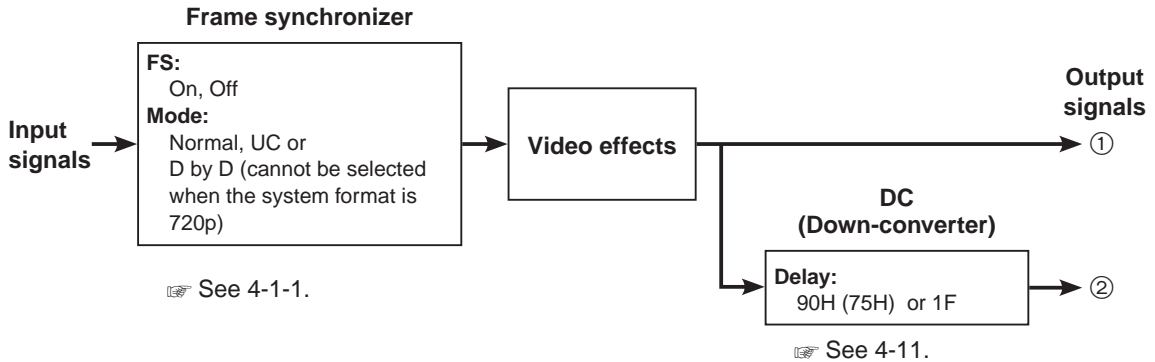 Frame synchronizer
FS:
On, Off
Mode:
Normal, UC or
D by D (cannot be selected
when the system format is
720p)
Input
signals
Video effects
Output
signals
①
DC
(Down-converter)
Delay:
90H (75H) or 1F
②
☞ See 4-1-1.
☞ See 4-11.